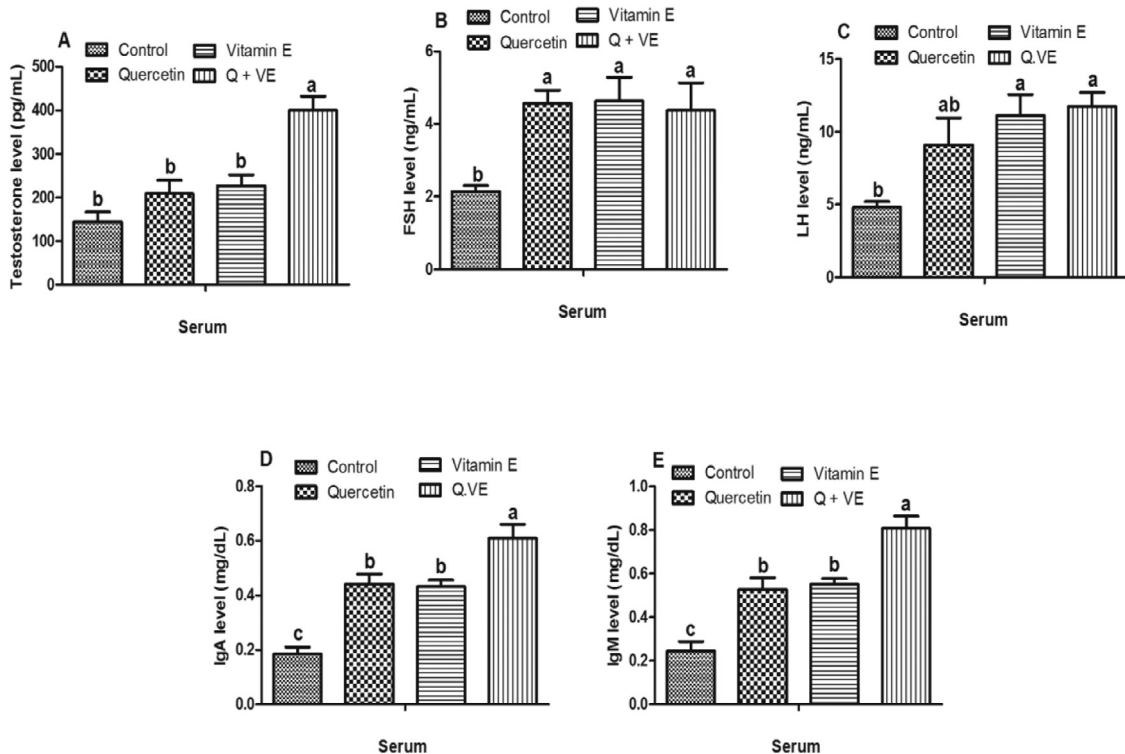 A
Control
Vitamin E
Quercetin
Q + VE
Testosterone level (pg/mL)
500
400
300
200
100
0
b
b
b
a
Serum
B
Control
Vitamin E
Quercetin
Q + VE
FSH level (ng/mL)
6
4
2
0
b
a
a
a
Serum
C
Control
Vitamin E
Quercetin
Q.VE
LH level (ng/mL)
15
10
5
0
b
ab
a
a
Serum
D
Control
Vitamin E
Quercetin
Q.VE
IgA level (mg/dL)
0.8
0.6
0.4
0.2
0.0
c
b
b
a
Serum
E
Control
Vitamin E
Quercetin
Q + VE
IgM level (mg/dL)
1.0
0.8
0.6
0.4
0.2
0.0
c
b
b
a
Serum